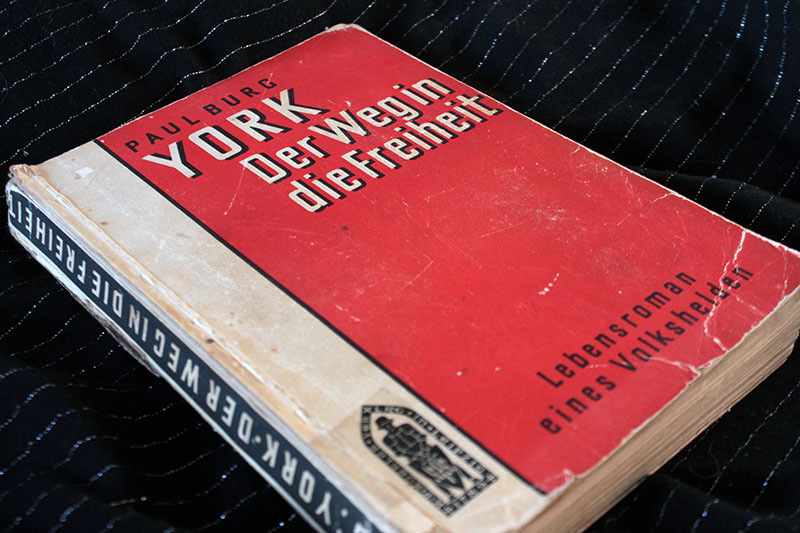 PAUL BURG
YORK
Der Weg in
die Freiheit
Lebensroman
eines Volkshelden
YORK · DER WEG IN DIE FREIHEIT